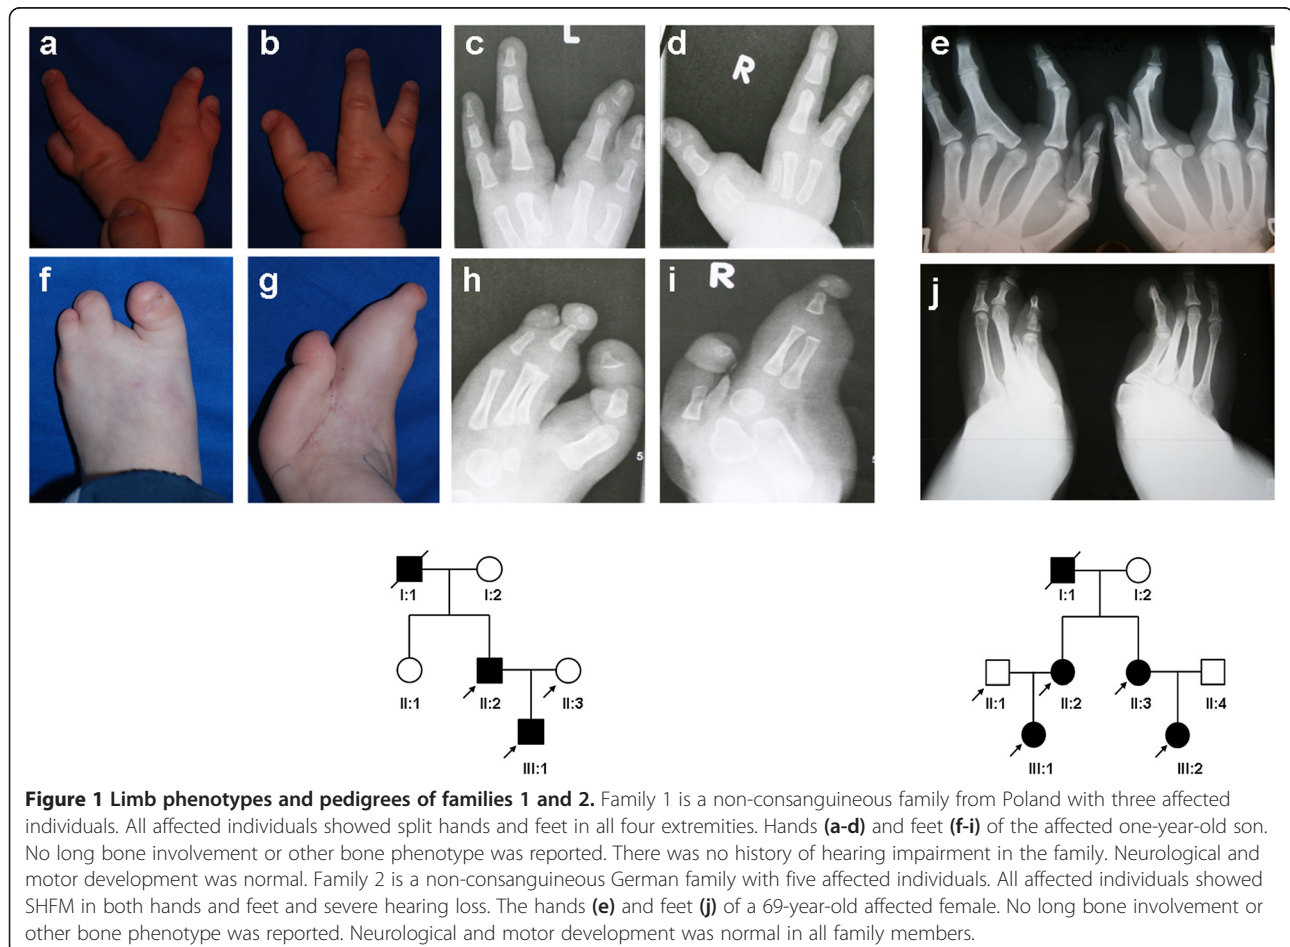 a b c L d R e
f g h 5 i R j
I:1 I:2 I:1 I:2
II:1 II:2 II:3 II:1 II:2 II:3 II:4
III:1 III:1 III:2
Figure 1 Limb phenotypes and pedigrees of families 1 and 2. Family 1 is a non-consanguineous family from Poland with three affected
individuals. All affected individuals showed split hands and feet in all four extremities. Hands (a-d) and feet (f-i) of the affected one-year-old son.
No long bone involvement or other bone phenotype was reported. There was no history of hearing impairment in the family. Neurological and
motor development was normal. Family 2 is a non-consanguineous German family with five affected individuals. All affected individuals showed
SHFM in both hands and feet and severe hearing loss. The hands (e) and feet (j) of a 69-year-old affected female. No long bone involvement or
other bone phenotype was reported. Neurological and motor development was normal in all family members.